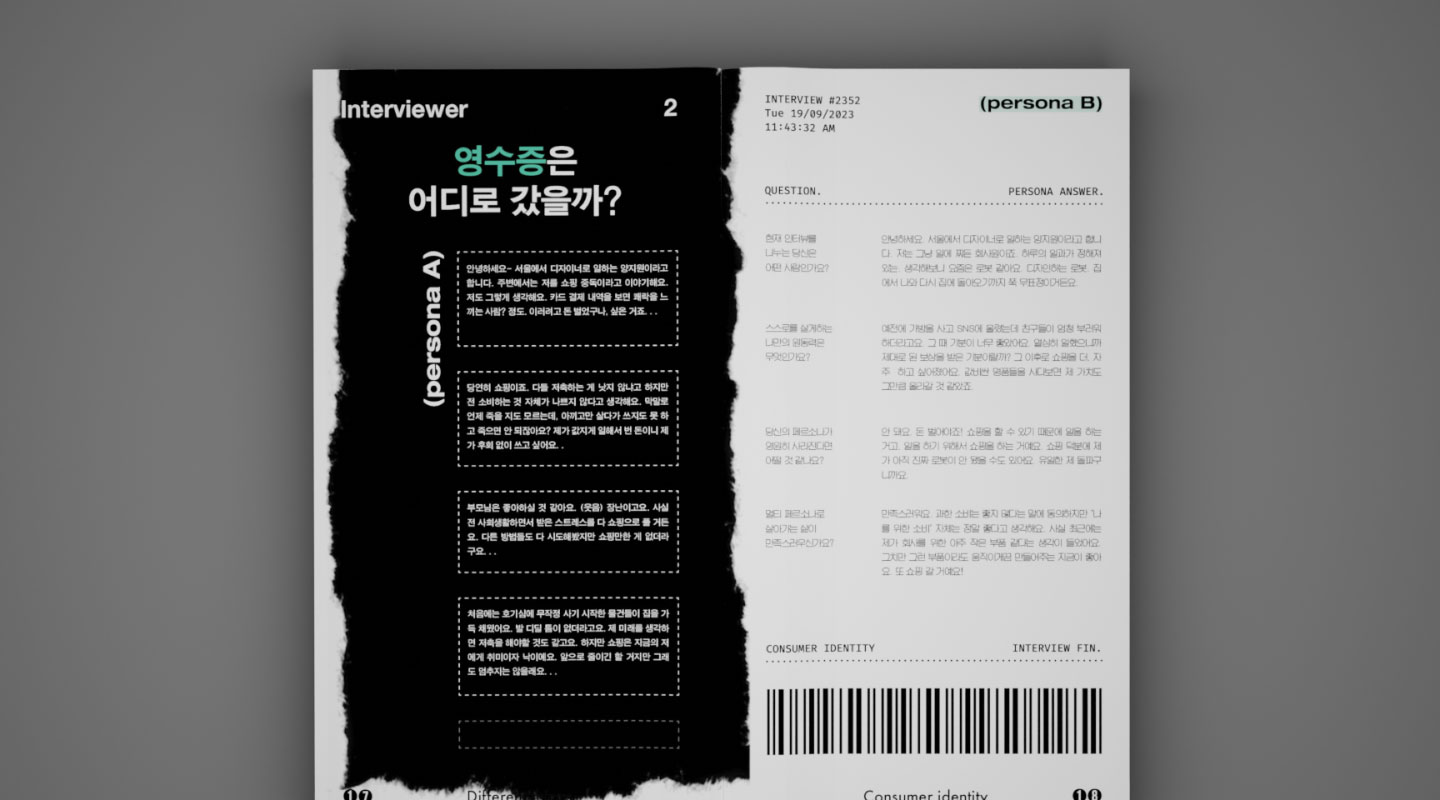 Interviewer
2
영수증은
어디로 갔을까?
(persona A)
안녕하세요~ 서울에서 디자이너로 일하는 양지원이라고
합니다. 주변에서는 저를 쇼핑 중독이라고 이야기해요.
저도 그렇게 생각해요. 카드 결제 내역을 보면 쾌락을 느
끼는 사람? 정도. 이러려고 돈 벌었구나, 싶은 거죠. . .
당연히 쇼핑이죠. 다들 저축하는 게 낫지 않냐고 하지만
전 소비하는 것 자체가 나쁘지 않다고 생각해요. 막말로
언제 죽을 지도 모르는데, 아끼고만 살다가 쓰지도 못 하
고 죽으면 안 되잖아요? 제가 값지게 일해서 번 돈이니 제
가 후회 없이 쓰고 싶어요. .
부모님은 좋아하실 것 같아요. (웃음) 장난이고요. 사실
전 사회생활하면서 받은 스트레스를 다 쇼핑으로 풀 거든
요. 다른 방법들도 다 시도해봤지만 쇼핑만한 게 없더라
구요. . .
처음에는 호기심에 무작정 사기 시작한 물건들이 집을 가
득 채웠어요. 발 디딜 틈이 없더라고요. 제 미래를 생각하
면 저축을 해야할 것도 같고요. 하지만 쇼핑은 지금의 저
에게 취미이자 낙이에요. 앞으로 줄이긴 할 거지만 그래
도 멈추지는 않을래요. . .
17
INTERVIEW #2352
Tue 19/09/2023
11:43:32 AM
(persona B)
QUESTION.
PERSONA ANSWER.
현재 인터뷰를
나누는 당신은
어떤 사람인가요?
안녕하세요. 서울에서 디자이너로 일하는 양지원이라고 합니
다. 저는 그냥 일에 찌든 회사원이죠. 하루의 일과가 정해져
있는. 생각해보니 요즘은 로봇 같아요. 디자인하는 로봇. 집
에서 나와 다시 집에 돌아오기까지 쭉 무표정이거든요.
스스로를 살게하는
나만의 원동력은
무엇인가요?
예전에 가방을 사고 SNS에 올렸는데 친구들이 엄청 부러워
하더라고요. 그 때 기분이 너무 좋았어요. 열심히 일했으니까
제대로 된 보상을 받은 기분이랄까? 그 이후로 쇼핑을 더. 자
주. 하고 싶어졌어요. 값비싼 명품들을 사다보면 제 가치도
그만큼 올라갈 것 같았죠.
당신의 페르소나가
영원히 사라진다면
어떨 것 같나요?
안 돼요. 돈 벌어야죠! 쇼핑을 할 수 있기 때문에 일을 하는
거고. 일을 하기 위해서 쇼핑을 하는 거예요. 쇼핑 덕분에 제
가 아직 진짜 로봇이 안 됐을 수도 있어요. 유일한 제 돌파구
니까요.
멀티 페르소나로
살아가는 삶이
만족스러우신가요?
만족스러워요. 과한 소비는 좋지 않다는 말에 동의하지만 '나
를 위한 소비' 자체는 정말 좋다고 생각해요. 사실 최근에는
제가 회사를 위한 아주 작은 부품 같다는 생각이 들었어요.
그치만 그런 부품이라도 움직이게끔 만들어주는 지금이 좋아
요. 또 쇼핑 갈 거예요!
CONSUMER IDENTITY
INTERVIEW FIN.
Consumer identity
18